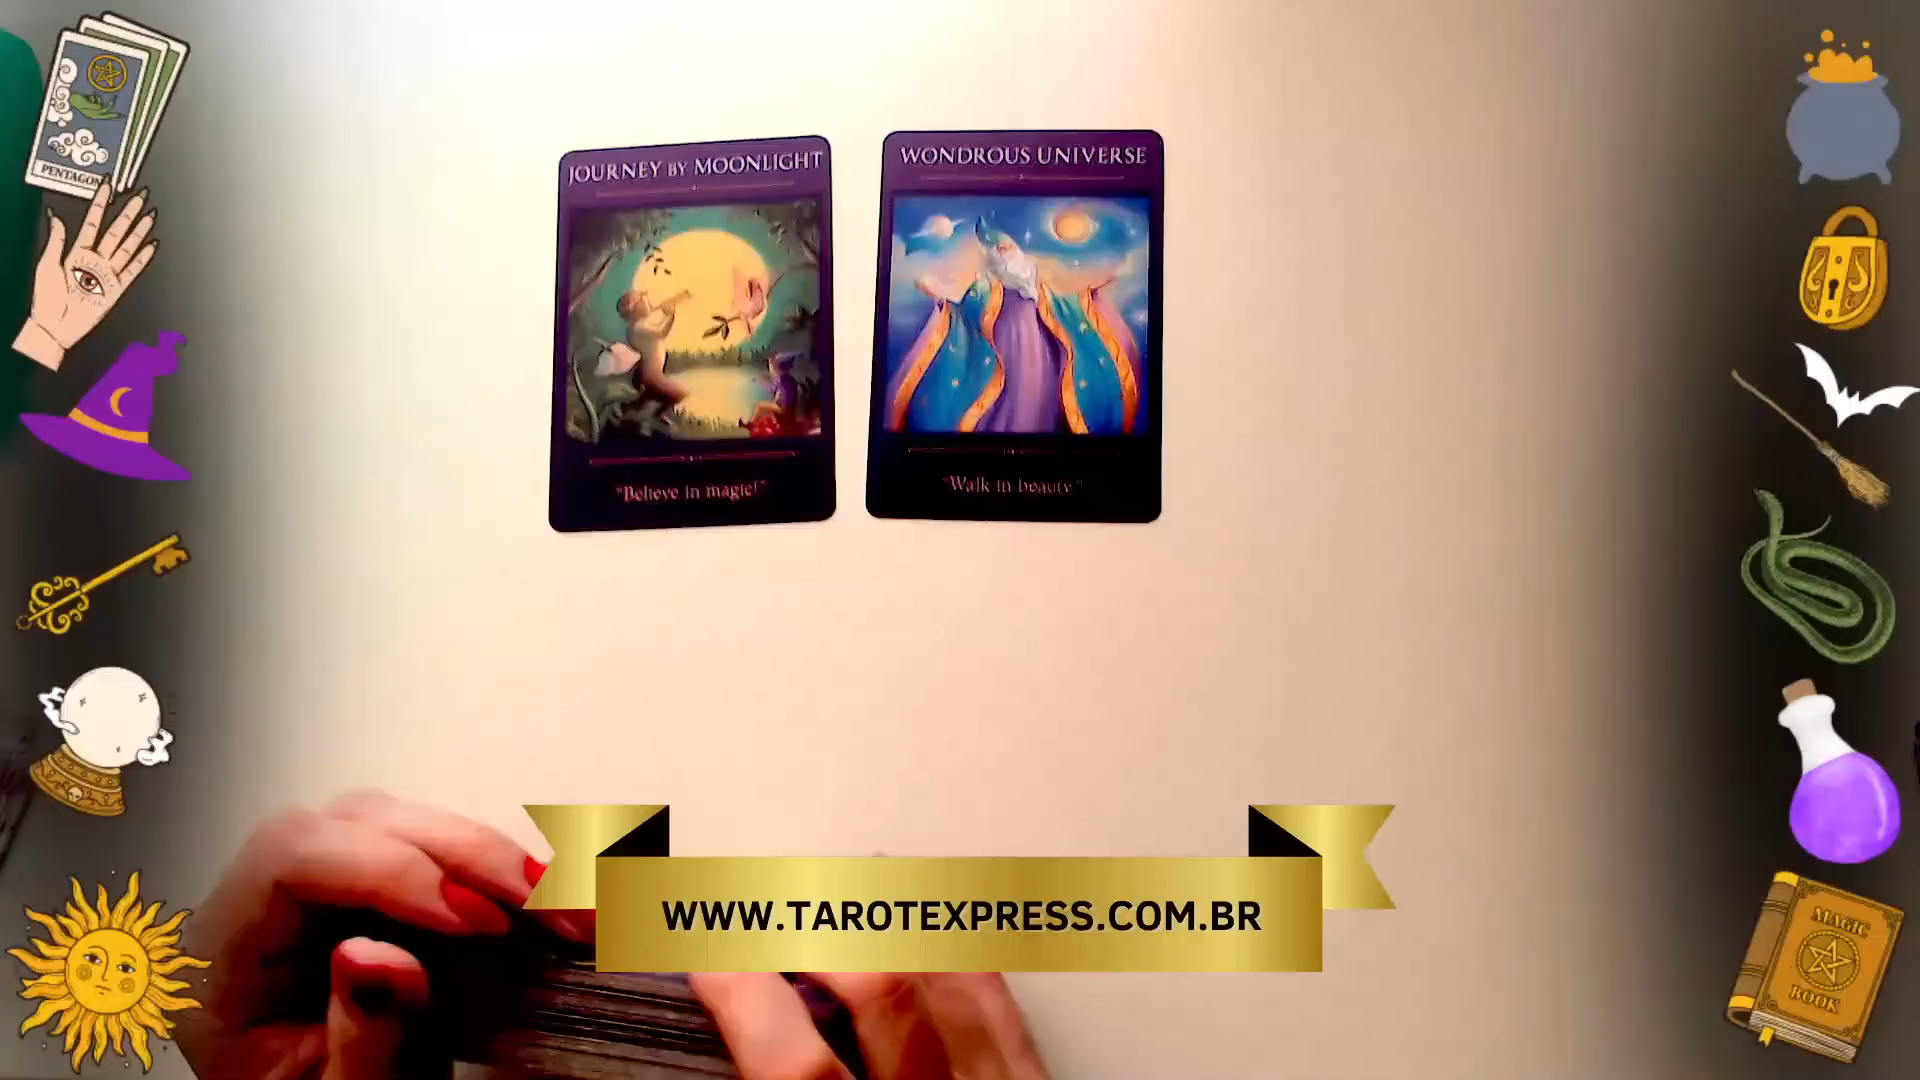 PENTAGON
JOURNEY BY MOONLIGHT
"Believe in magic!"
WONDROUS UNIVERSE
"Walk in beauty."
WWW.TAROTEXPRESS.COM.BR
MAGIC
BOOK